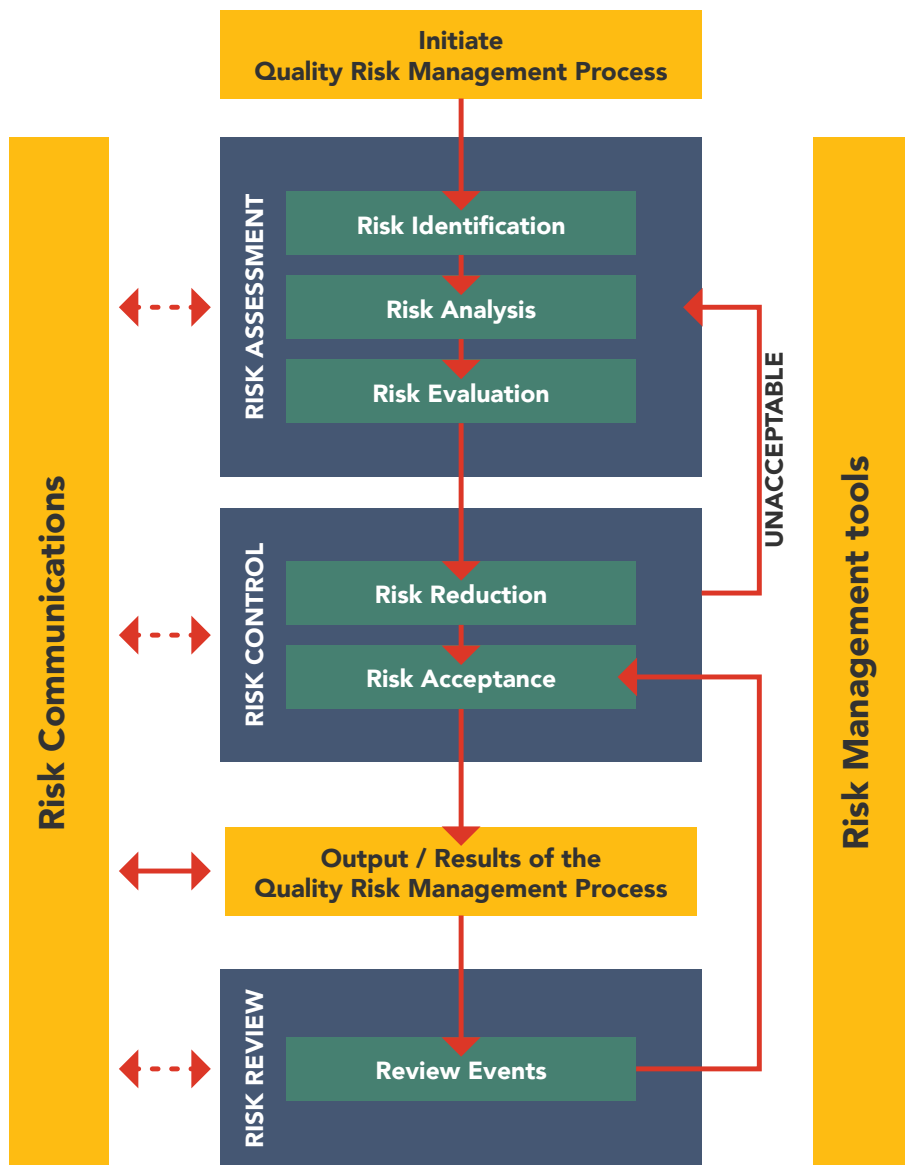 Initiate
Quality Risk Management Process
Risk Communications
RISK ASSESSMENT
Risk Identification
Risk Analysis
Risk Evaluation
UNACCEPTABLE
Risk Management tools
RISK CONTROL
Risk Reduction
Risk Acceptance
Output / Results of the
Quality Risk Management Process
RISK REVIEW
Review Events